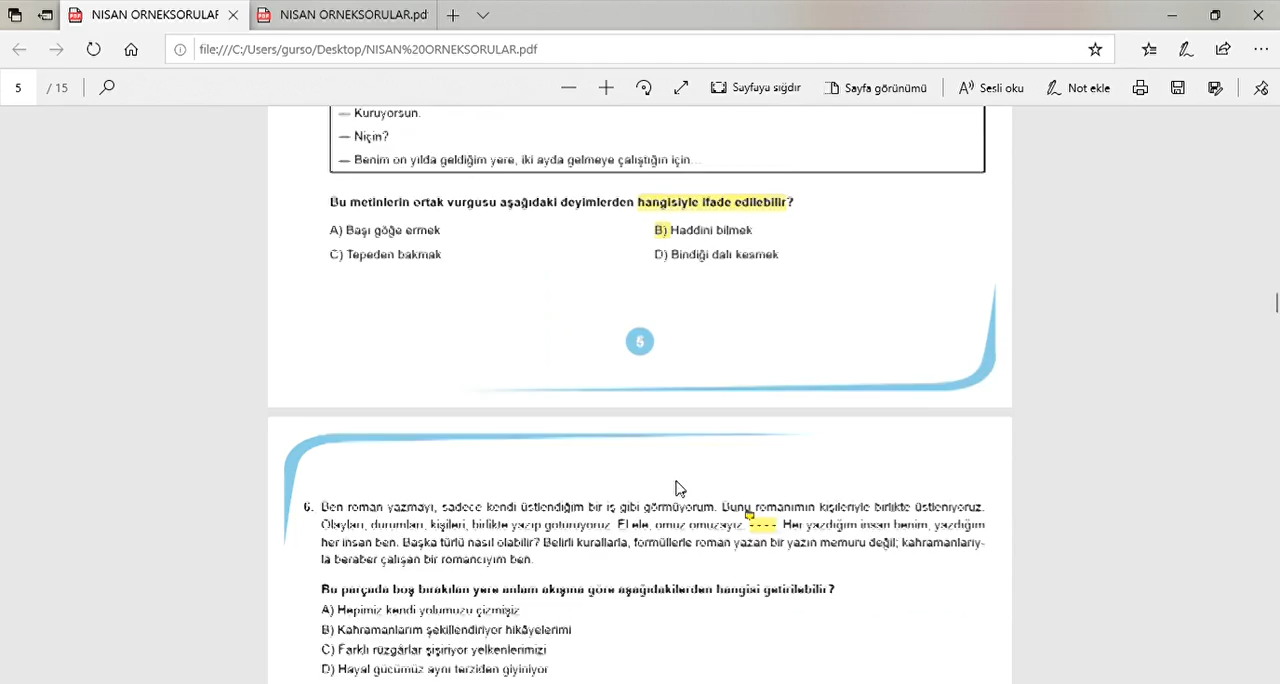 NISAN ORNEKSORULAR
NISAN ORNEKSORULAR.pd
file:///C:/Users/gurso/Desktop/NISAN%20ORNEKSORULAR.pdf
5 / 15
Sayfaya sığdır
Sayfa görünümü
Sesli oku
Not ekle
— Kuruyorsun.
— Niçin?
— Benim on yılda geldiğim yere, iki ayda gelmeye çalıştığın için...
Bu metinlerin ortak vurgusu aşağıdaki deyimlerden hangisiyle ifade edilebilir?
A) Başı göğe ermek
B) Haddini bilmek
C) Tepeden bakmak
D) Bindiği dalı kesmek
5
6. Ben roman yazmayı, sadece kendi üstlendiğim bir iş gibi görmüyorum. Bunu romanımın kişileriyle birlikte üstleniyoruz.
Olayları, durumları, kişileri, birlikte yazıp götürüyoruz. El ele, omuz omuzayız. ---- Her yazdığım insan benim, yazdığım
her insan ben. Başka türlü nasıl olabilir? Belirli kurallarla, formüllerle roman yazan bir yazın memuru değil; kahramanlarıy-
la beraber çalışan bir romancıyım ben.
Bu parçada boş bırakılan yere anlam akışına göre aşağıdakilerden hangisi getirilebilir?
A) Hepimiz kendi yolumuzu çizmişiz
B) Kahramanlarım şekillendiriyor hikâyelerimi
C) Farklı rüzgârlar şişiriyor yelkenlerimizi
D) Hayal gücümüz aynı terziden giyiniyor